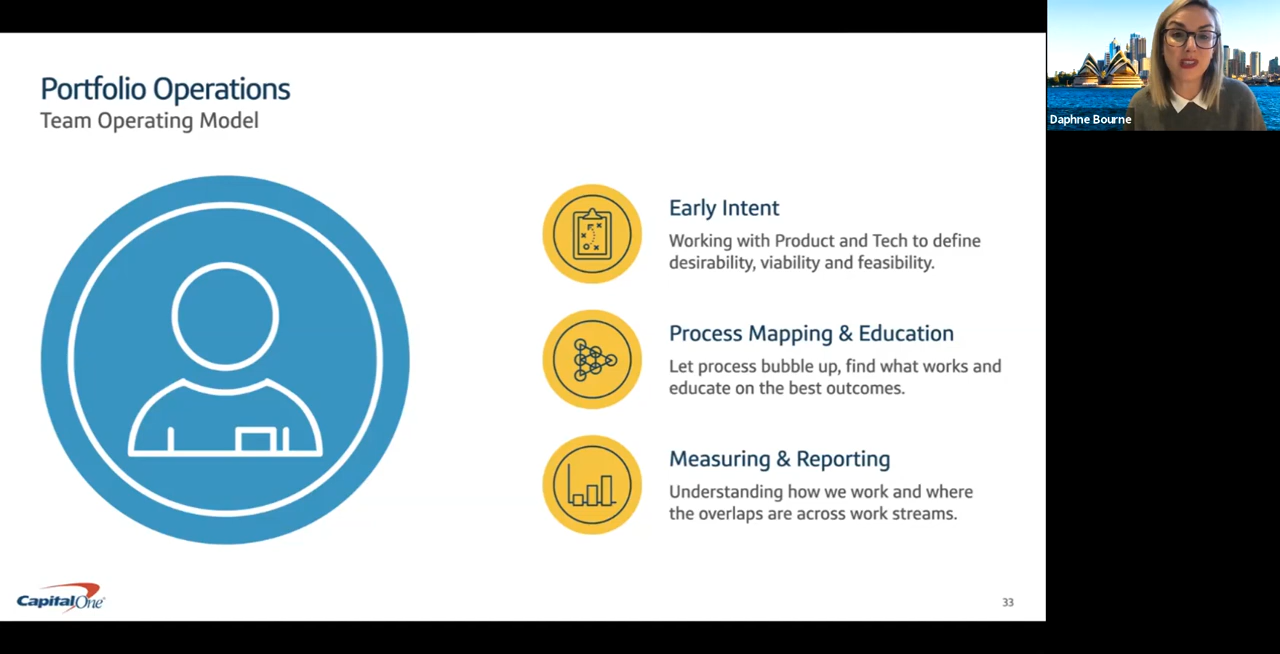 Portfolio Operations
Team Operating Model
Early Intent
Working with Product and Tech to define
desirability, viability and feasibility.
Process Mapping & Education
Let process bubble up, find what works and
educate on the best outcomes.
Measuring & Reporting
Understanding how we work and where
the overlaps are across work streams.
Capital One
33
Daphne Bourne